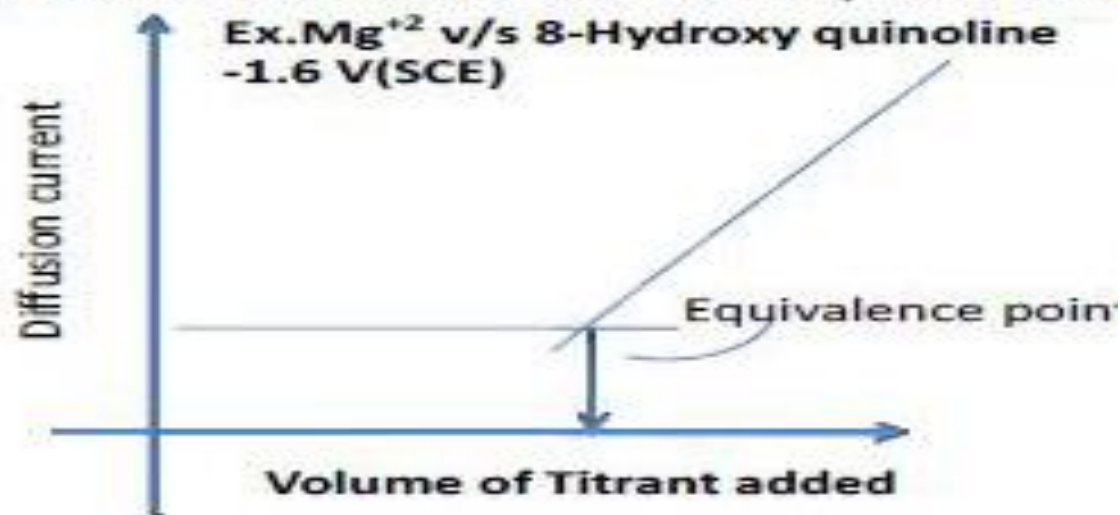 Ex.Mg⁺² v/s 8-Hydroxy quinoline
-1.6 V(SCE)
Diffusion current
Equivalence poin
Volume of Titrant added